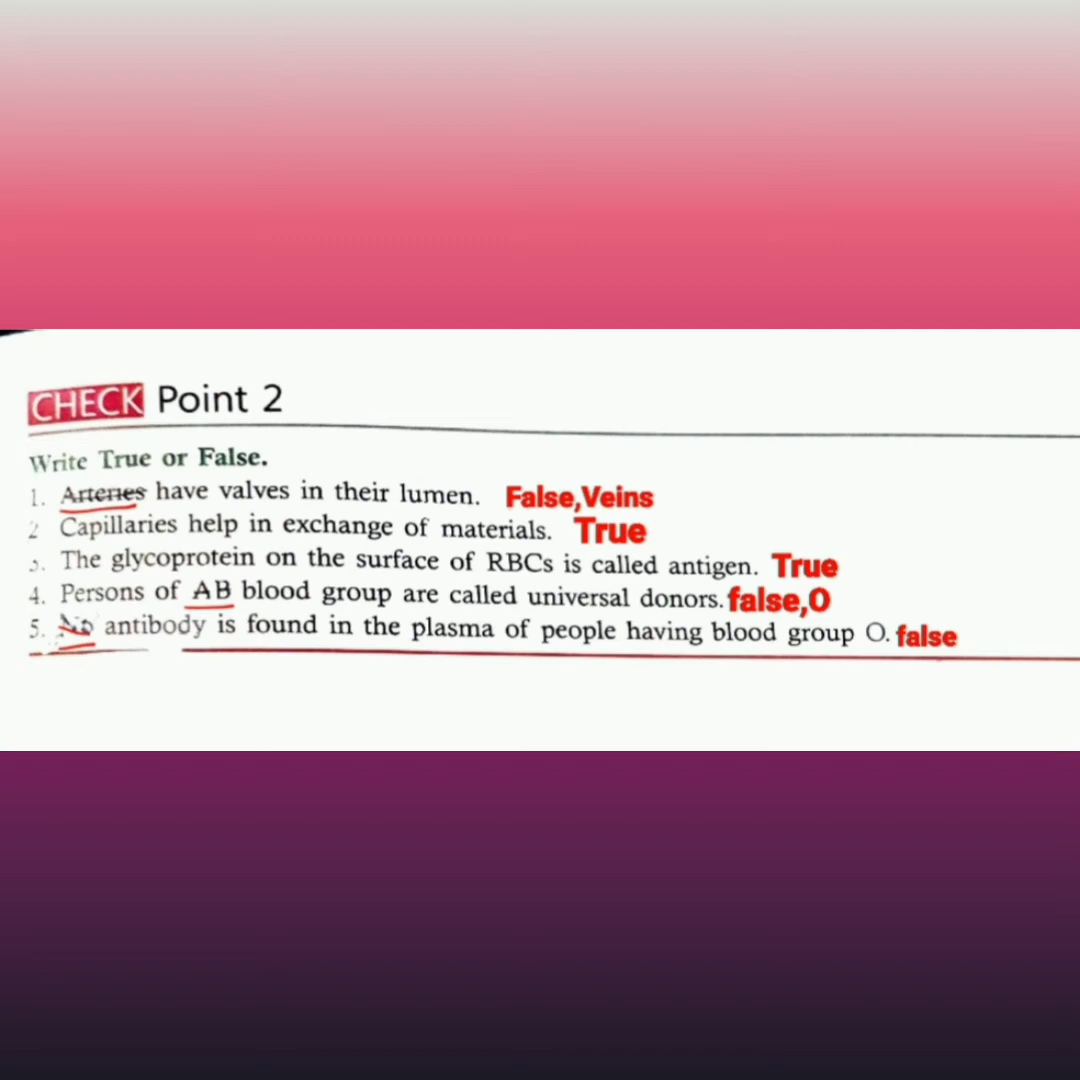 CHECK Point 2
Write True or False.
1. Arteries have valves in their lumen. False,Veins
2 Capillaries help in exchange of materials. True
3. The glycoprotein on the surface of RBCs is called antigen. True
4. Persons of AB blood group are called universal donors. false,O
5. No antibody is found in the plasma of people having blood group O. false